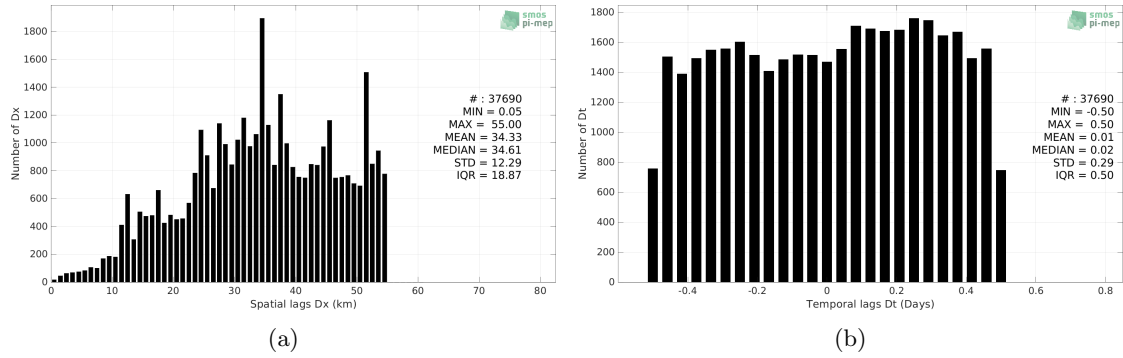 1800
1600
1400
1200
1000
800
600
400
200
0
Number of Dx
0 10 20 30 40 50 60 70 80
Spatial lags Dx (km)
smos
pi-mep
# : 37690
MIN = 0.05
MAX = 55.00
MEAN = 34.33
MEDIAN = 34.61
STD = 12.29
IQR = 18.87
(a)
1800
1600
1400
1200
1000
800
600
400
200
0
Number of Dt
-0.4 -0.2 0 0.2 0.4 0.6 0.8
Temporal lags Dt (Days)
smos
pi-mep
# : 37690
MIN = -0.50
MAX = 0.50
MEAN = 0.01
MEDIAN = 0.02
STD = 0.29
IQR = 0.50
(b)